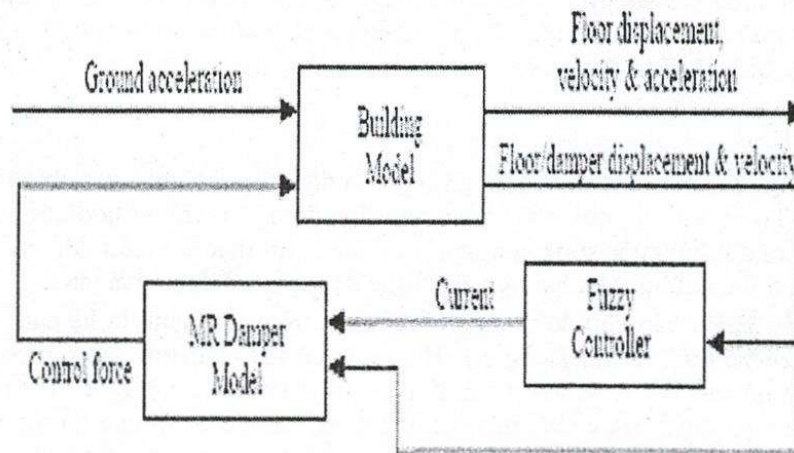 Floor displacement,
velocity & acceleration
Ground acceleration
Building
Model
Floor/damper displacement & velocity
Current
Fuzzy
Controller
MR Damper
Model
Control force